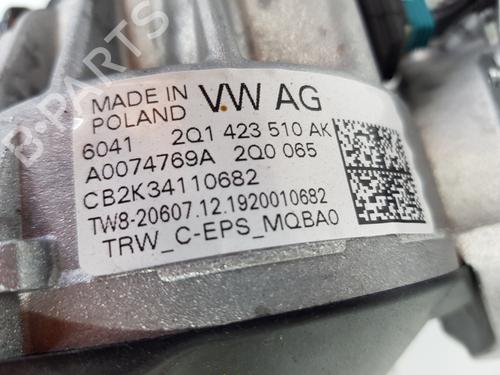 B-PARTS
MADE IN
POLAND VW AG
6041 2Q1 423 510 AK
A0074769A 2Q0 065
CB2K34110682
TW8-20607.12.1920010682
TRW_C-EPS_MQBA0